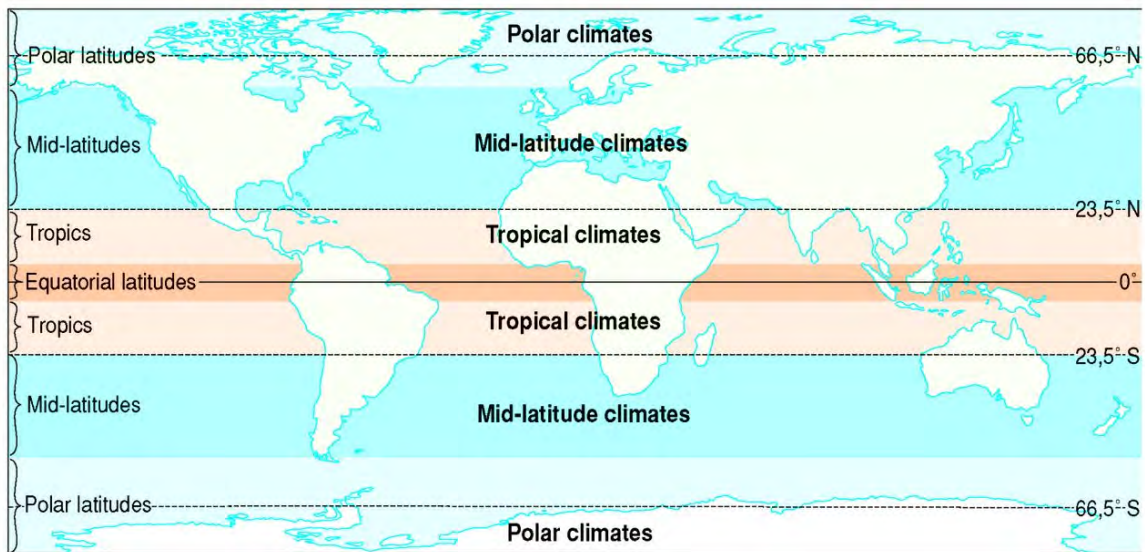 Polar climates
Polar latitudes
66,5° N
Mid-latitudes
Mid-latitude climates
23,5° N
Tropics
Tropical climates
Equatorial latitudes
0°
Tropics
Tropical climates
23,5° S
Mid-latitudes
Mid-latitude climates
Polar latitudes
66,5° S
Polar climates